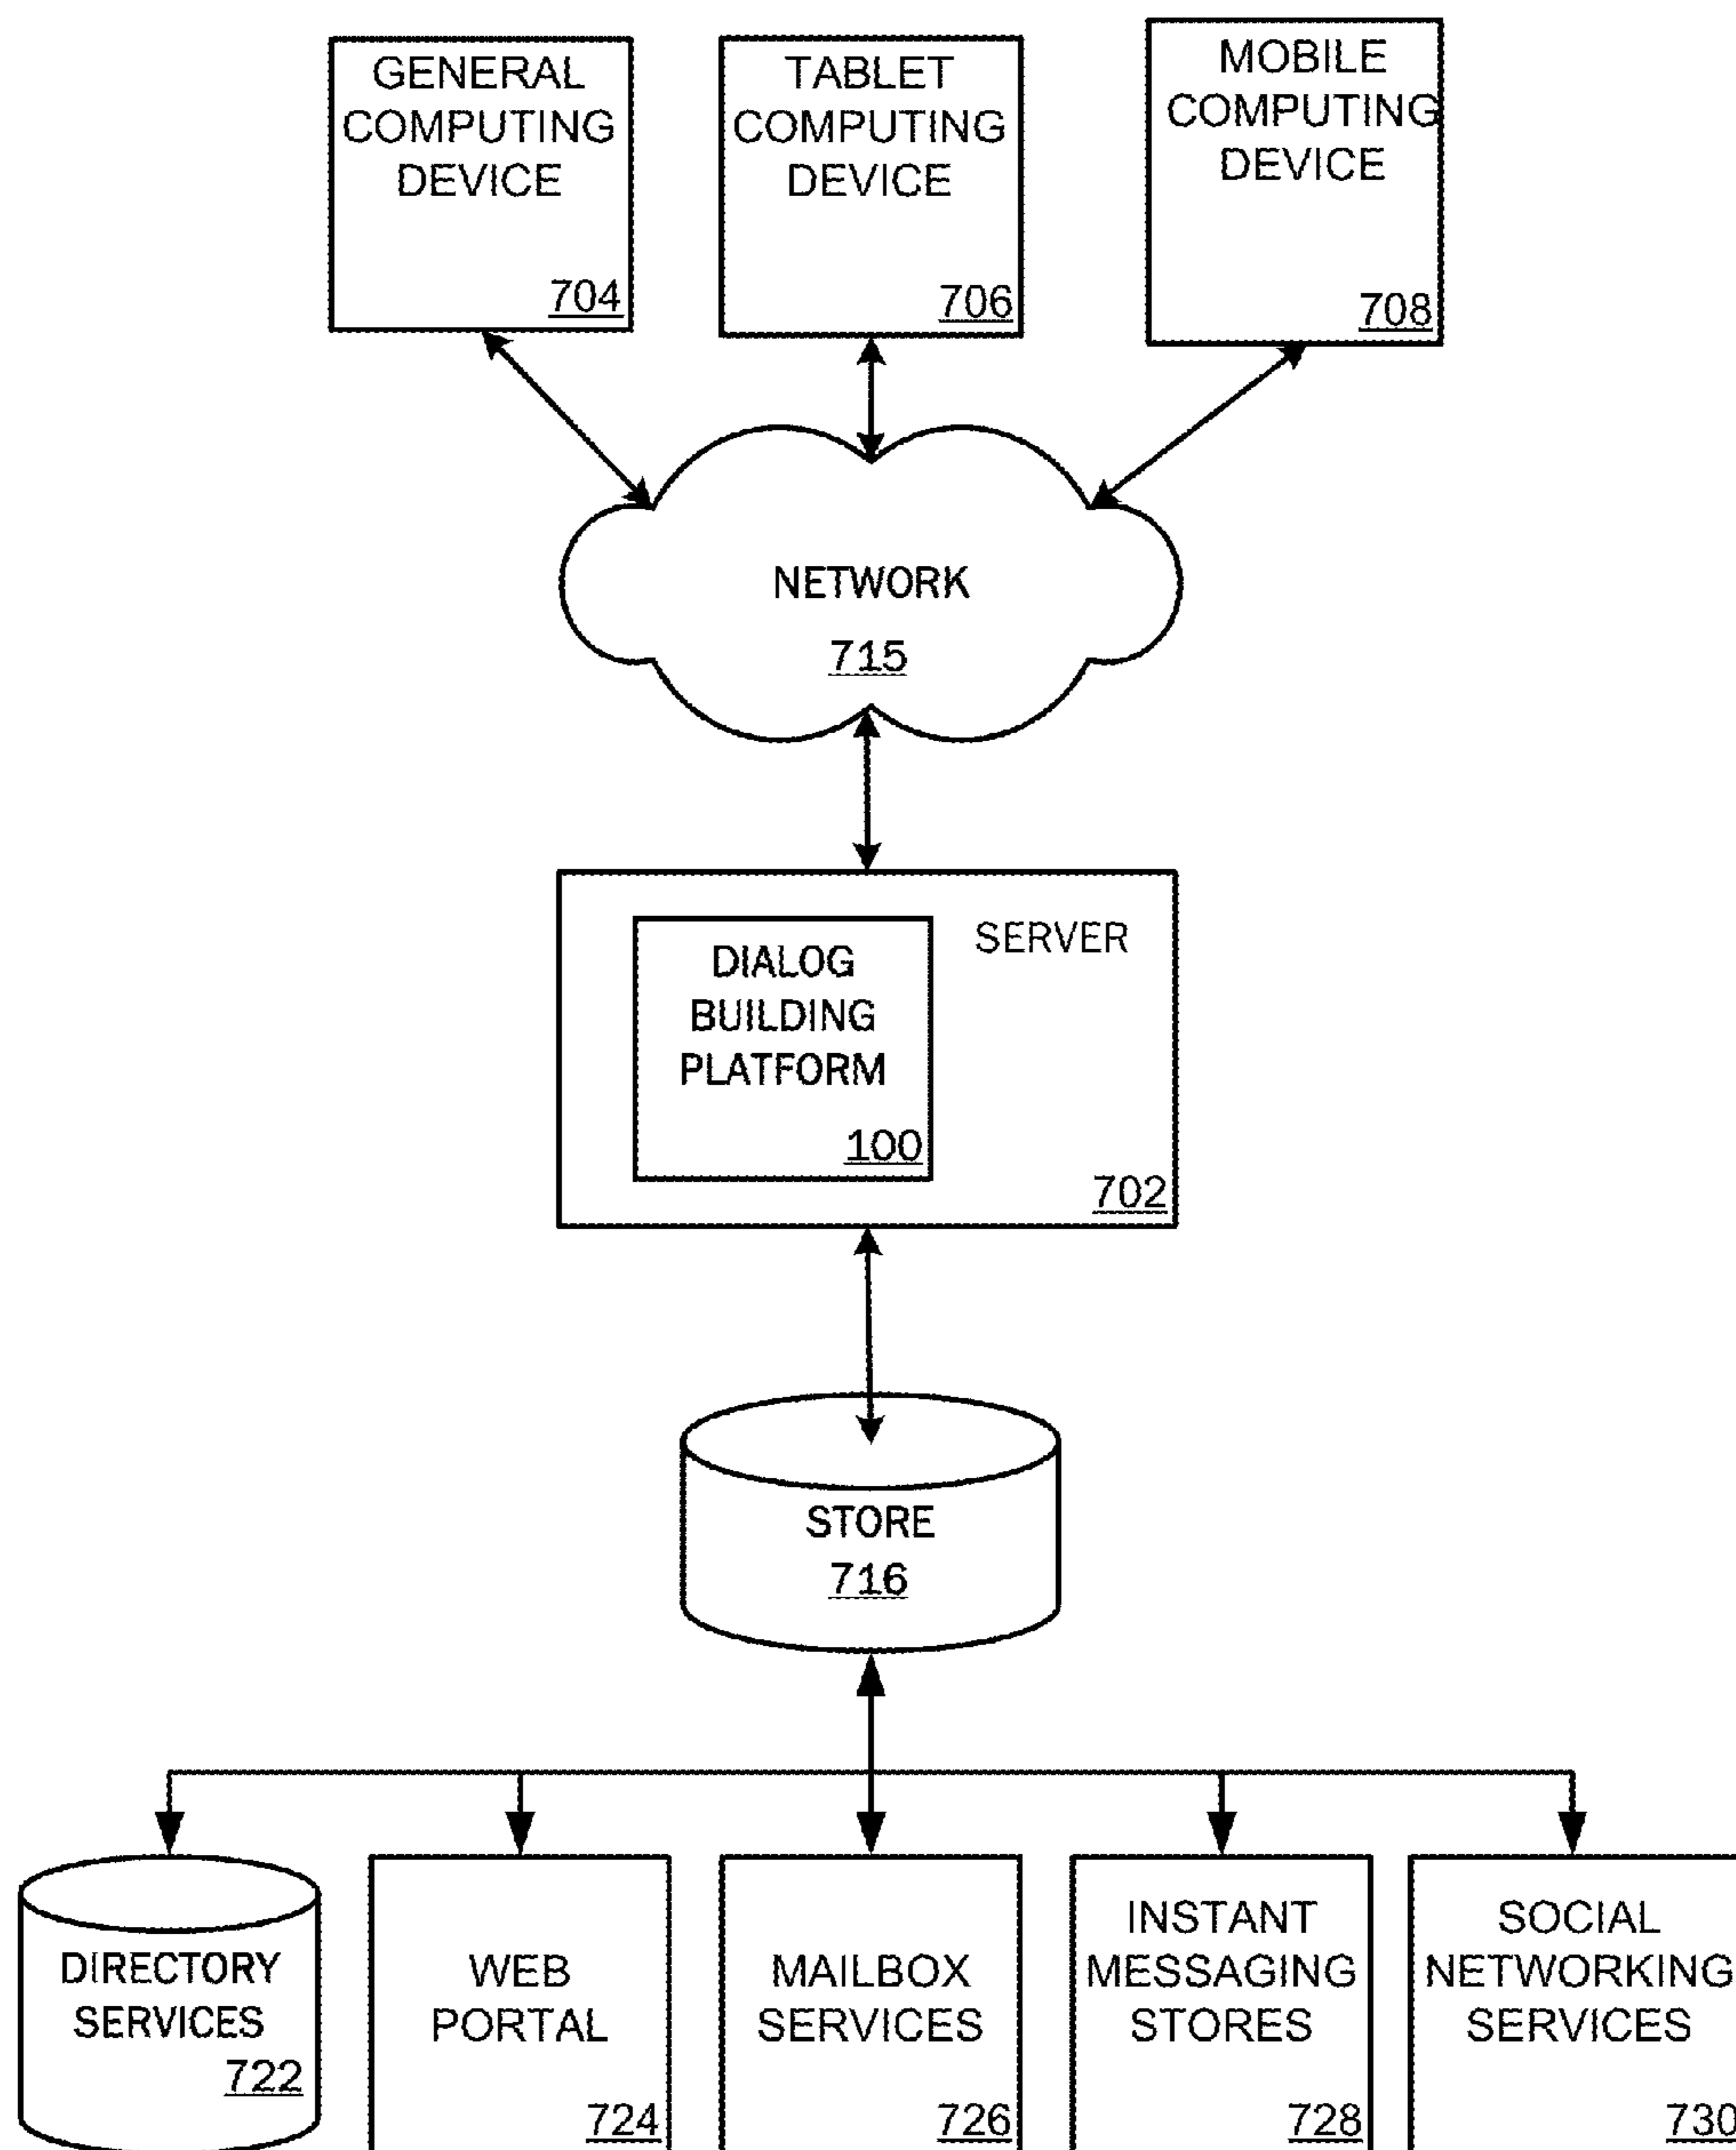 GENERAL
COMPUTING
DEVICE
704
TABLET
COMPUTING
DEVICE
706
MOBILE
COMPUTING
DEVICE
708
NETWORK
715
SERVER
DIALOG
BUILDING
PLATFORM
100
702
STORE
716
DIRECTORY
SERVICES
722
WEB
PORTAL
724
MAILBOX
SERVICES
726
INSTANT
MESSAGING
STORES
728
SOCIAL
NETWORKING
SERVICES
730